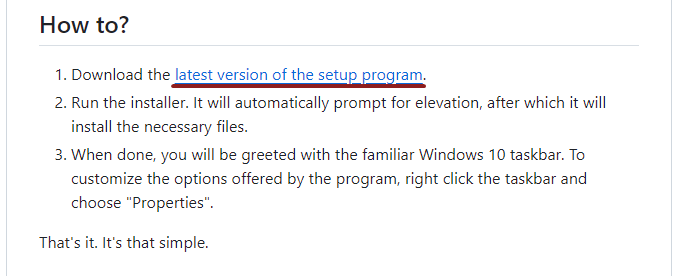 How to?
1. Download the latest version of the setup program.
2. Run the installer. It will automatically prompt for elevation, after which it will
install the necessary files.
3. When done, you will be greeted with the familiar Windows 10 taskbar. To
customize the options offered by the program, right click the taskbar and
choose "Properties".
That's it. It's that simple.